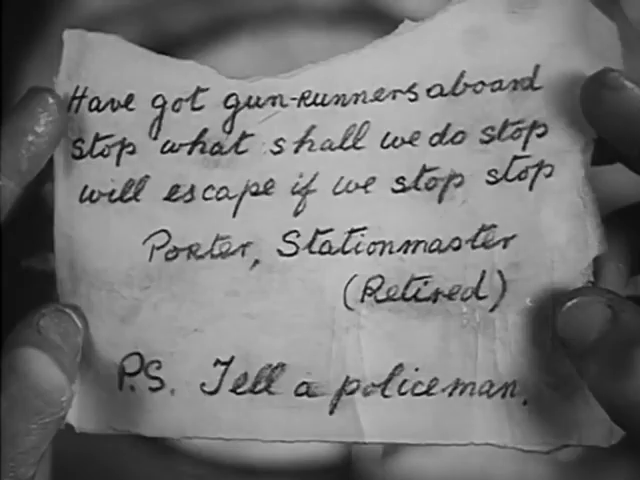 Have got gun-runners aboard
stop what shall we do stop
will escape if we stop stop
Porter, Stationmaster
(Retired)
P.S. Tell a policeman.